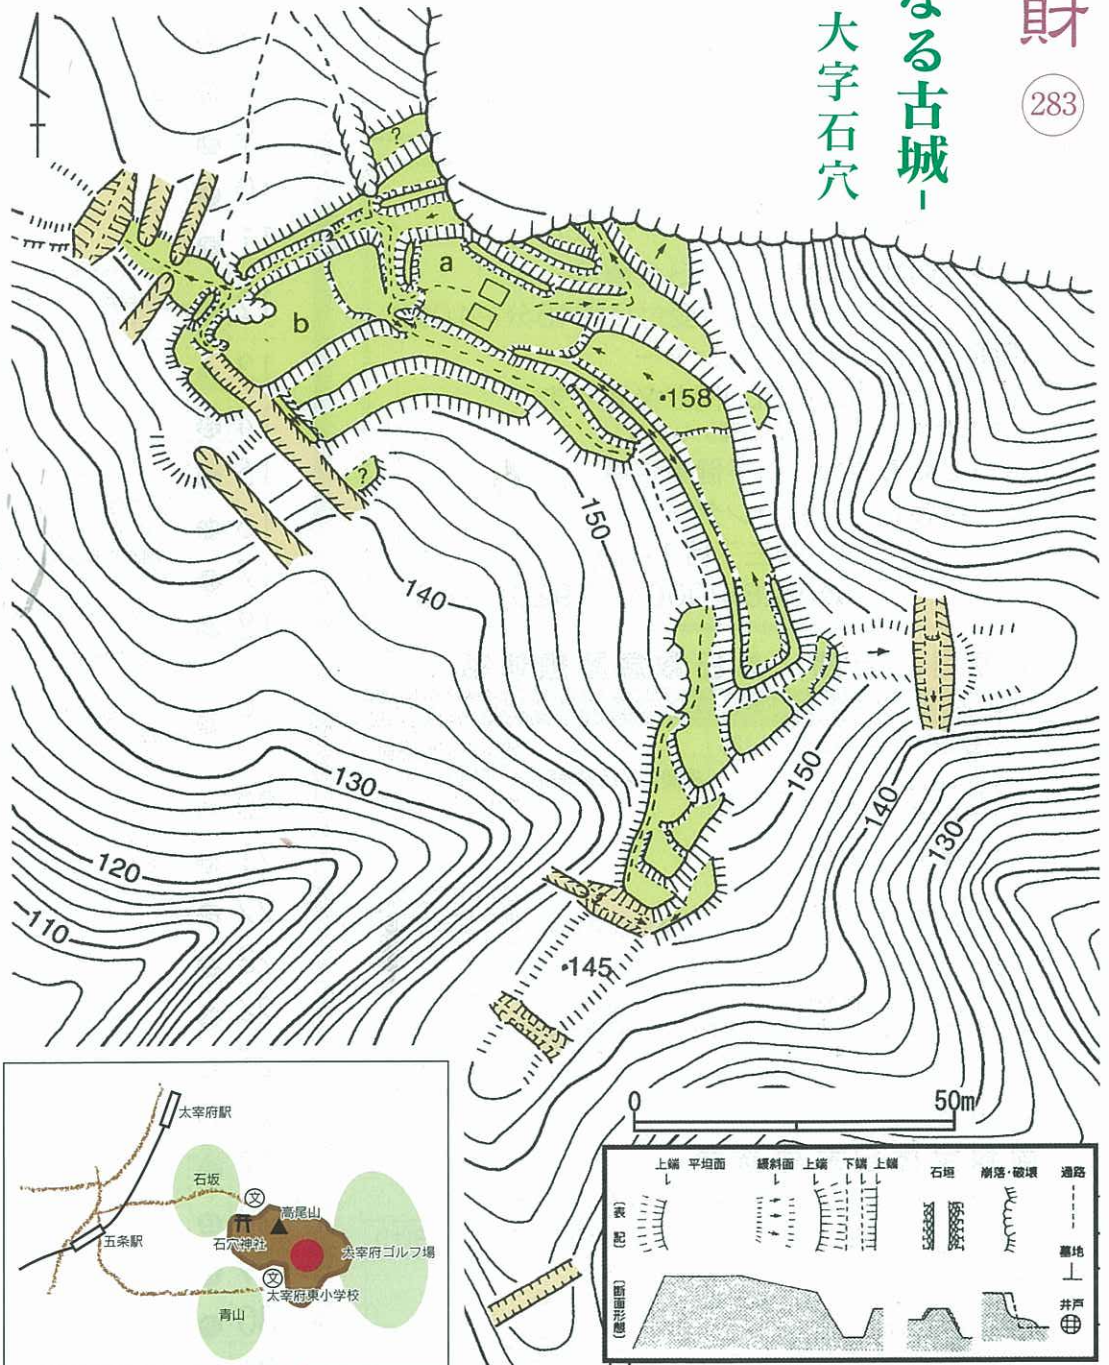 財
283
なる古城-
大字石穴
?
a
b
158
?
150
140
150
140
130
130
120
110
145
0 50m
太宰府駅
石坂
文
高尾山
石穴神社
五条駅
太宰府ゴルフ場
文
太宰府東小学校
青山
上端 平坦面 緩斜面 上端 下端 上端 石垣 崩落・破壊 通路
〔表記〕
墓地
井戸
〔断面形態〕